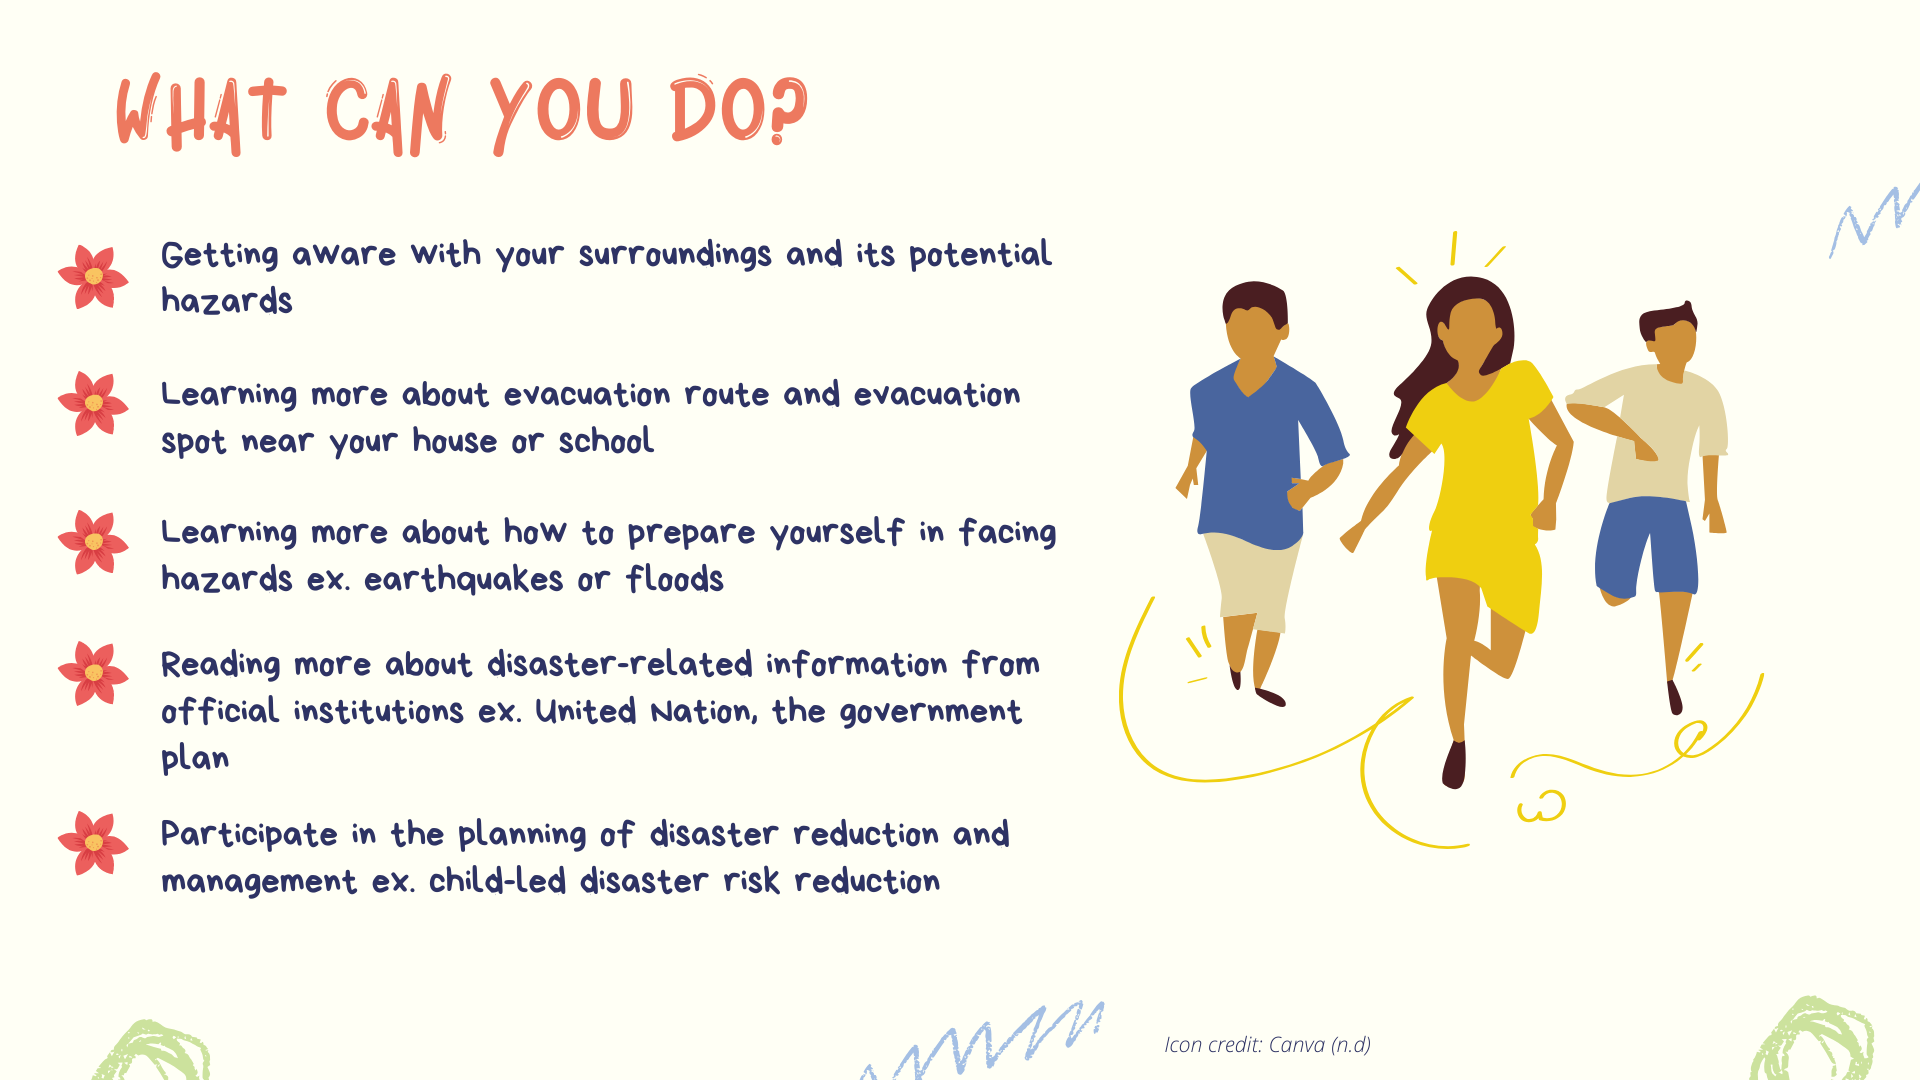 WHAT CAN YOU DO?
Getting aware with your surroundings and its potential
hazards
Learning more about evacuation route and evacuation
spot near your house or school
Learning more about how to prepare yourself in facing
hazards ex. earthquakes or floods
Reading more about disaster-related information from
official institutions ex. United Nation, the government
plan
Participate in the planning of disaster reduction and
management ex. child-led disaster risk reduction
Icon credit: Canva (n.d)